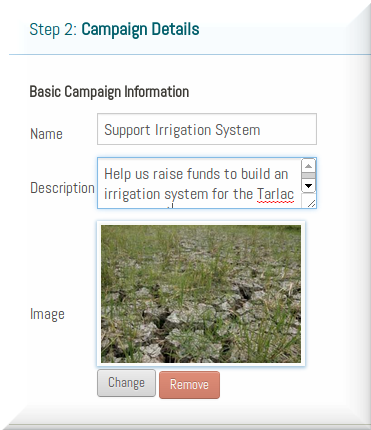 Step 2: Campaign Details
Basic Campaign Information
Name
Support Irrigation System
Description
Help us raise funds to build an
irrigation system for the Tarlac
Image
Change
Remove